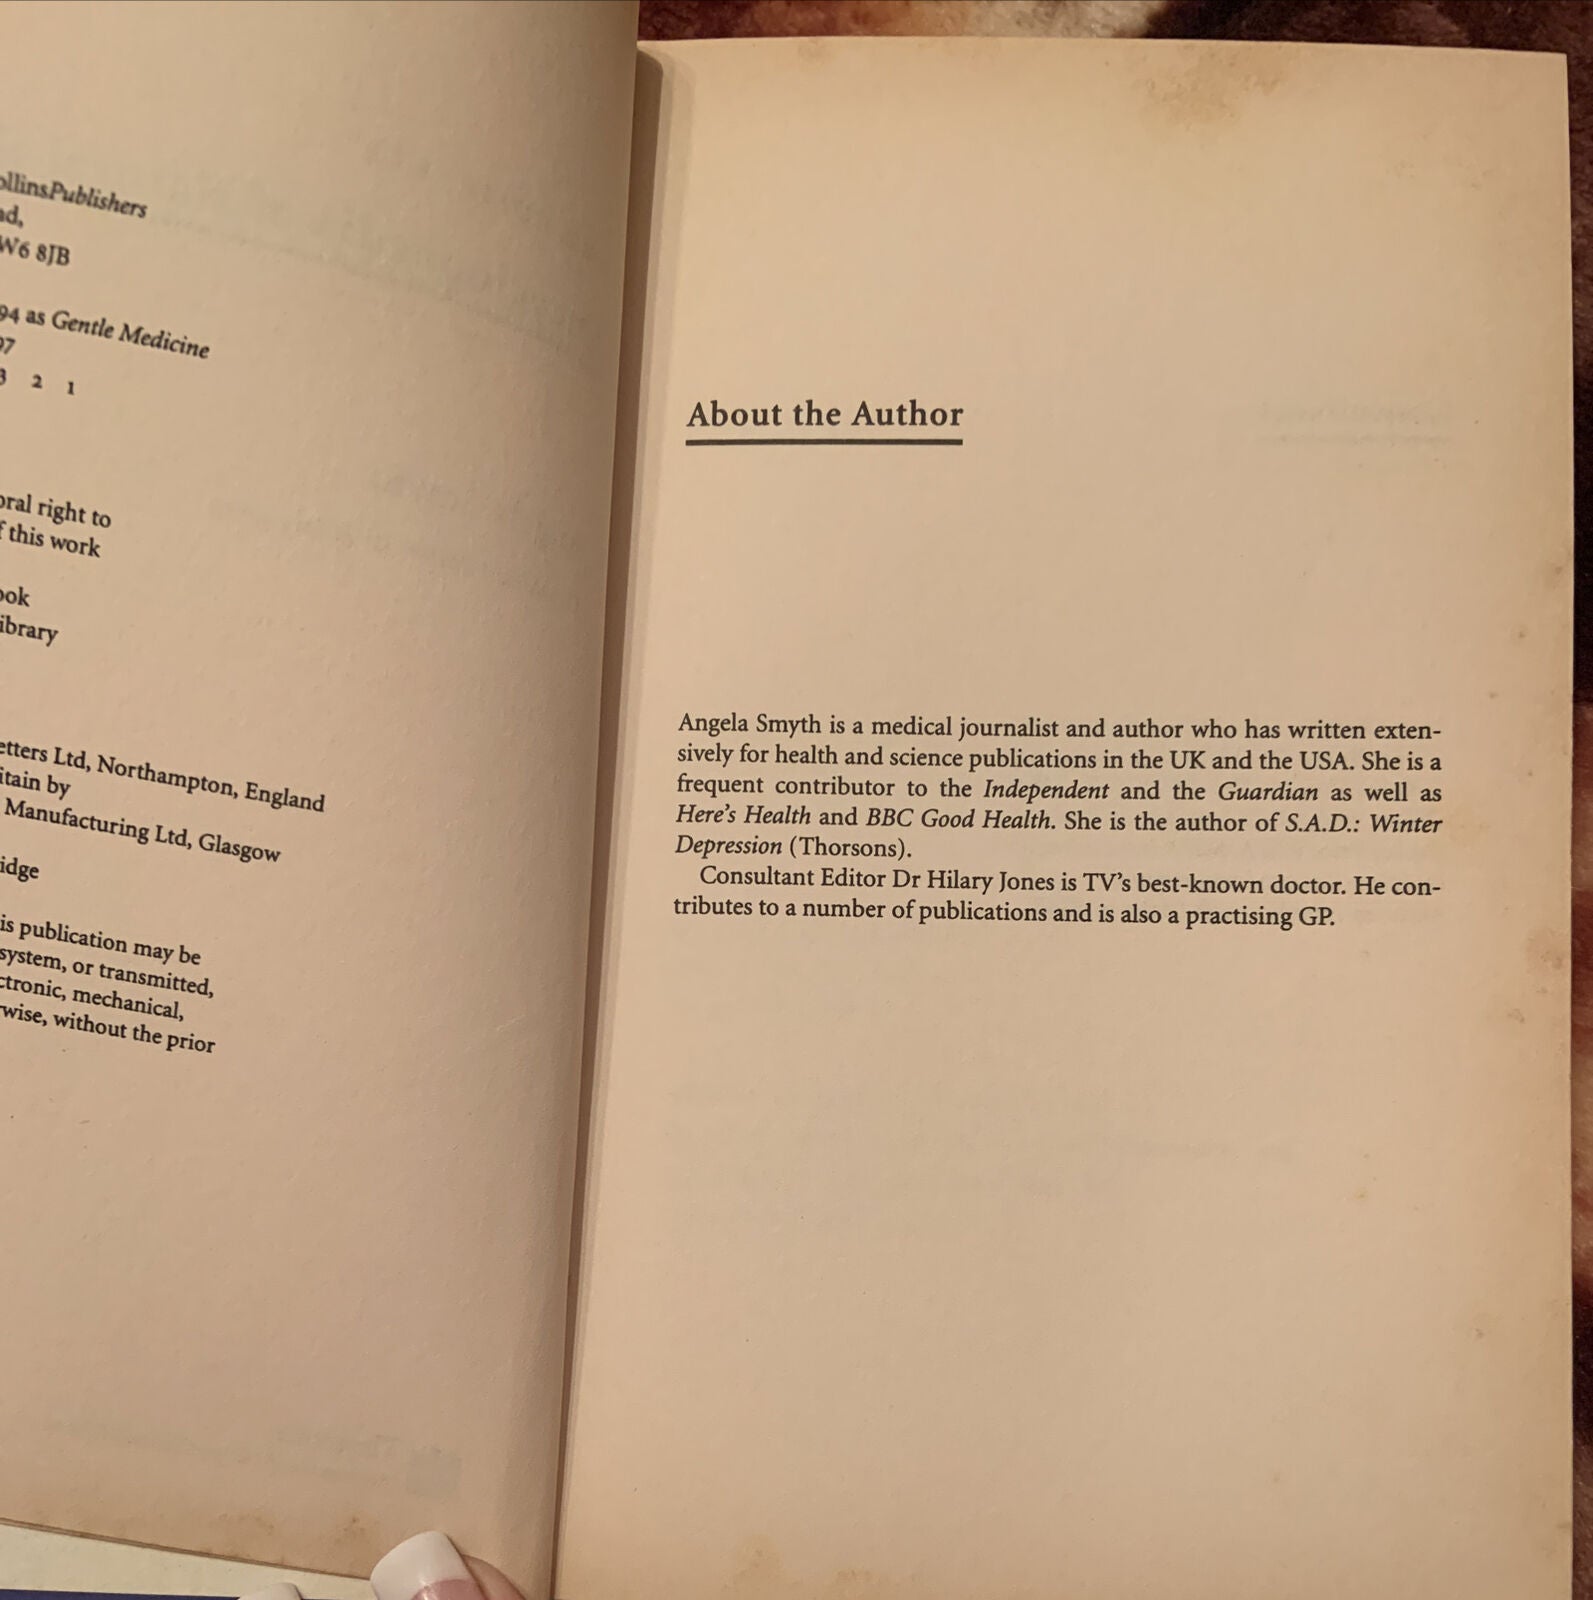 ollinsPublishers
ad,
W6 8JB
94 as Gentle Medicine
97
3 2 1
oral right to
f this work
ook
ibrary
etters Ltd, Northampton, England
itain by
Manufacturing Ltd, Glasgow
idge
is publication may be
system, or transmitted,
ctronic, mechanical,
wise, without the prior
About the Author
Angela Smyth is a medical journalist and author who has written exten-
sively for health and science publications in the UK and the USA. She is a
frequent contributor to the Independent and the Guardian as well as
Here's Health and BBC Good Health. She is the author of S.A.D.: Winter
Depression (Thorsons).
Consultant Editor Dr Hilary Jones is TV's best-known doctor. He con-
tributes to a number of publications and is also a practising GP.